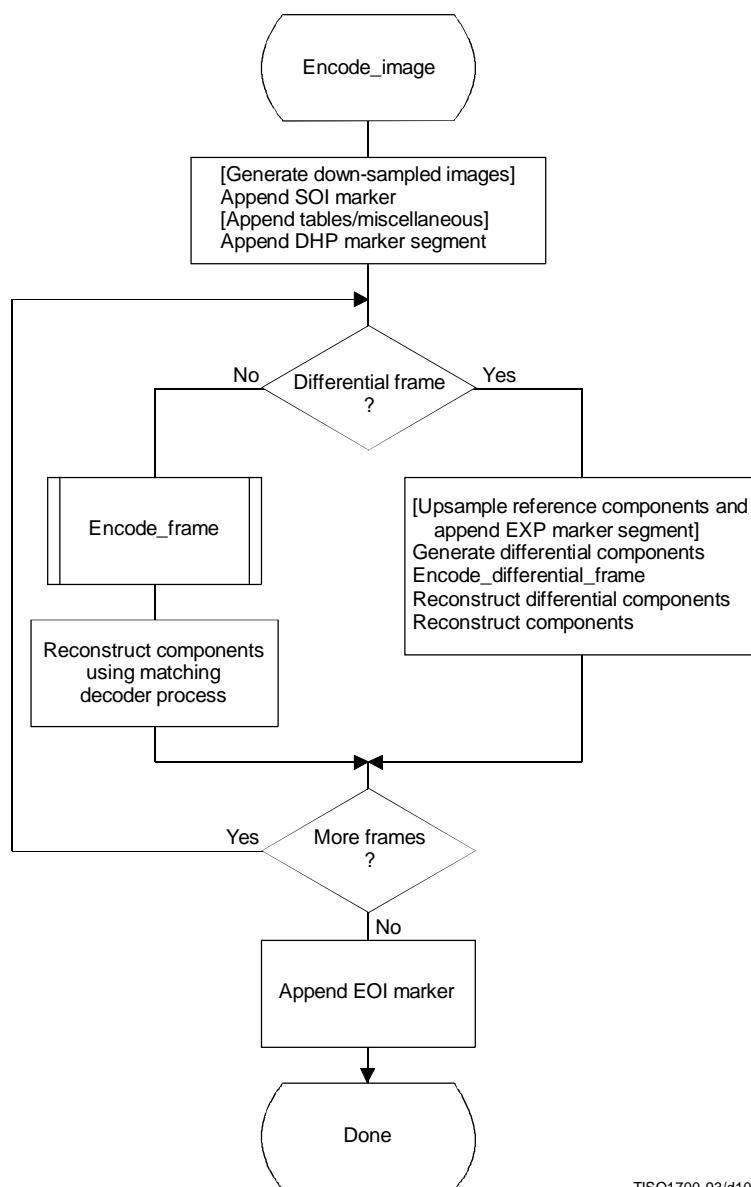 Encode_image
[Generate down-sampled images]
Append SOI marker
[Append tables/miscellaneous]
Append DHP marker segment
No
Differential frame
?
Yes
Encode_frame
[Upsample reference components and
append EXP marker segment]
Generate differential components
Encode_differential_frame
Reconstruct differential components
Reconstruct components
Reconstruct components
using matching
decoder process
Yes
More frames
?
No
Append EOI marker
Done